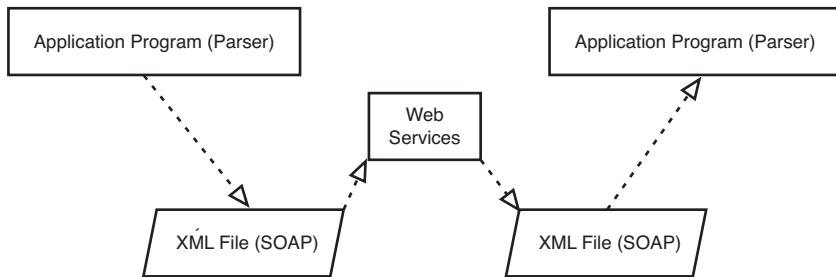 Application Program (Parser)
Application Program (Parser)
Web
Services
XML File (SOAP)
XML File (SOAP)